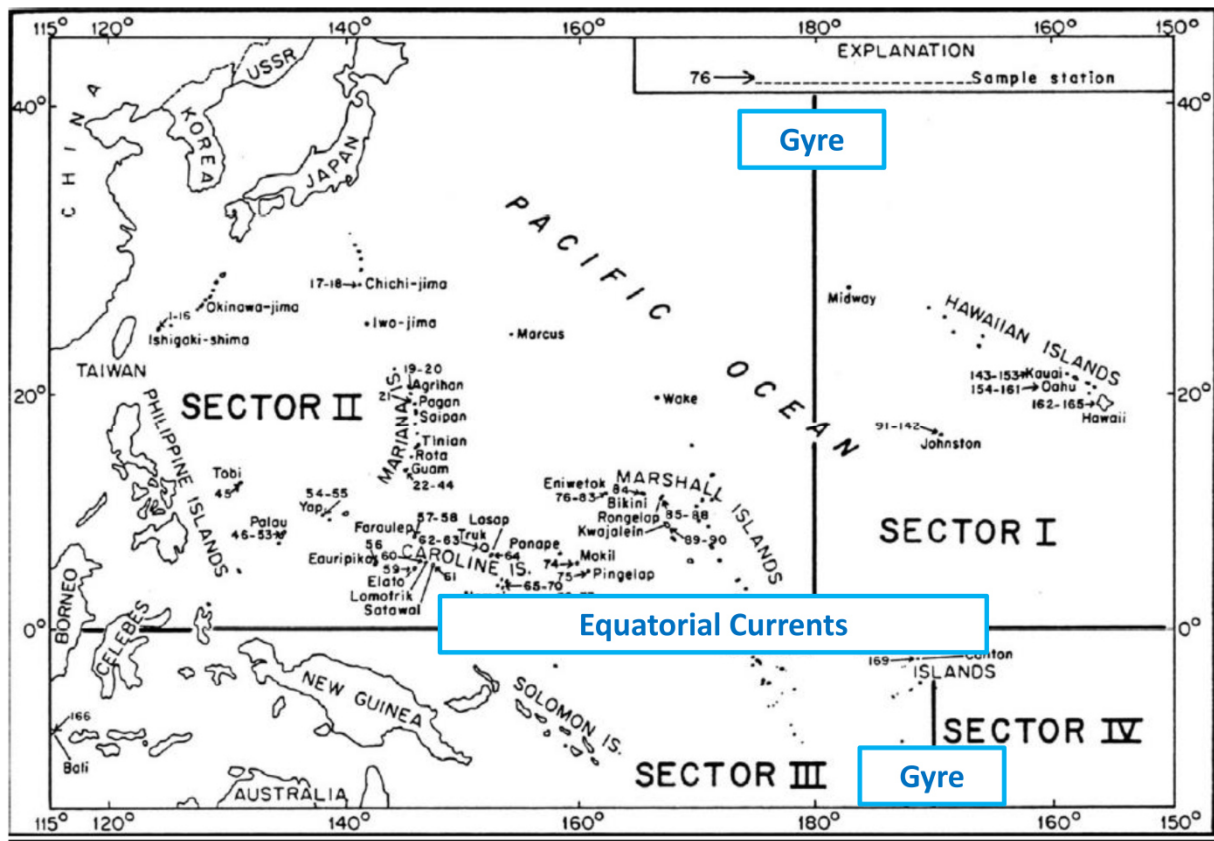 115° 120° 140° 160° 180° 160° 150°
EXPLANATION
76 Sample station
Gyre
40° 40°
CHINA
USSR
KOREA
JAPAN
PACIFIC
OCEAN
17-18 Chichi-jima
Midway
1-16 Okinawa-jima
Iwo-jima
Marcus
Ishigaki-shima
HAWAIIAN ISLANDS
TAIWAN
143-153 Kauai
154-161 Oahu
162-165
Hawaii
20° 20°
SECTOR II
MARIANA IS.
19-20
Agrihan
21 Pagan
Saipan
Tinian
Rota
Guam
22-44
Wake
91-142
Johnston
PHILIPPINE ISLANDS
Tobi
45
54-55
Yap
Palau
46-53
MARSHALL ISLANDS
Eniwetok 84
76-83 Bikini
Rongelap 85-88
Kwajalein 89-90
SECTOR I
57-58 Losap
Faraulep 62-63 Truk Ponape
56 64 Mokil
Eauripik 60 CAROLINE IS. 74
59 75 Pingelap
Elato 61 65-70
Lomotrik
Satawal
Equatorial Currents
BORNEO
CELEBES
0° 0°
169 Canton
ISLANDS
NEW GUINEA
SOLOMON IS.
166
Bali
SECTOR III
SECTOR IV
Gyre
AUSTRALIA
115° 120° 140° 160° 180° 160° 150°